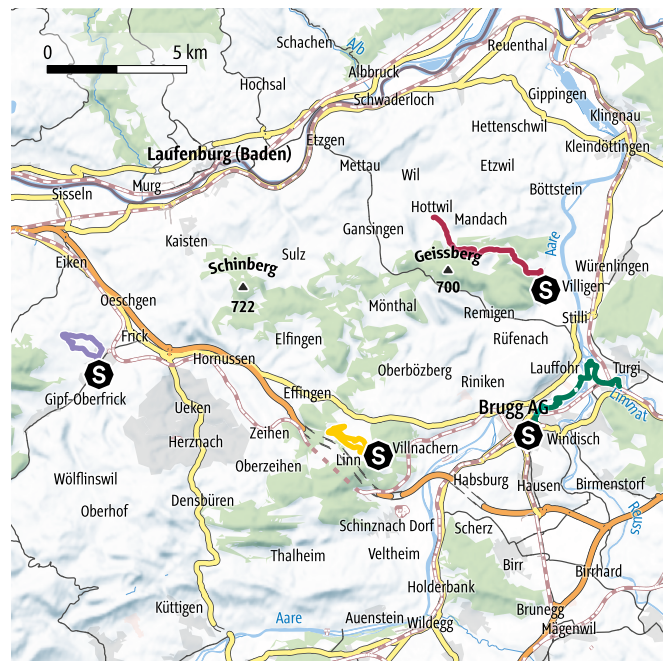 Schachen
Alb
Reuenthal
0
5 km
Albbruck
Hochsal
Schwaderloch
Gippingen
Klingnau
Hettenschwil
Etzgen
Kleindöttingen
Laufenburg (Baden)
Mettau
Wil
Etzwil
Murg
Böttstein
Sisseln
Hottwil
Mandach
Gansingen
Aare
Kaisten
Sulz
Geissberg
Eiken
Schinberg
700
Würenlingen
Villigen
S
722
Oeschgen
Mönthal
Remigen
Stilli
Frick
Elfingen
Rüfenach
Hornussen
Lauffohr
Turgi
S
Oberbözberg
Riniken
Gipf-Oberfrick
Effingen
Limmat
Ueken
Brugg AG
Zeihen
S
Windisch
Herznach
Villnachern
Linn
S
Oberzeihen
Wölflinswil
Habsburg
Hausen
Birmenstorf
Oberhof
Densbüren
Reuss
Schinznach Dorf
Scherz
Thalheim
Veltheim
Birr
Birrhard
Holderbank
Küttigen
Aare
Auenstein
Wildegg
Brunegg
Mägenwil